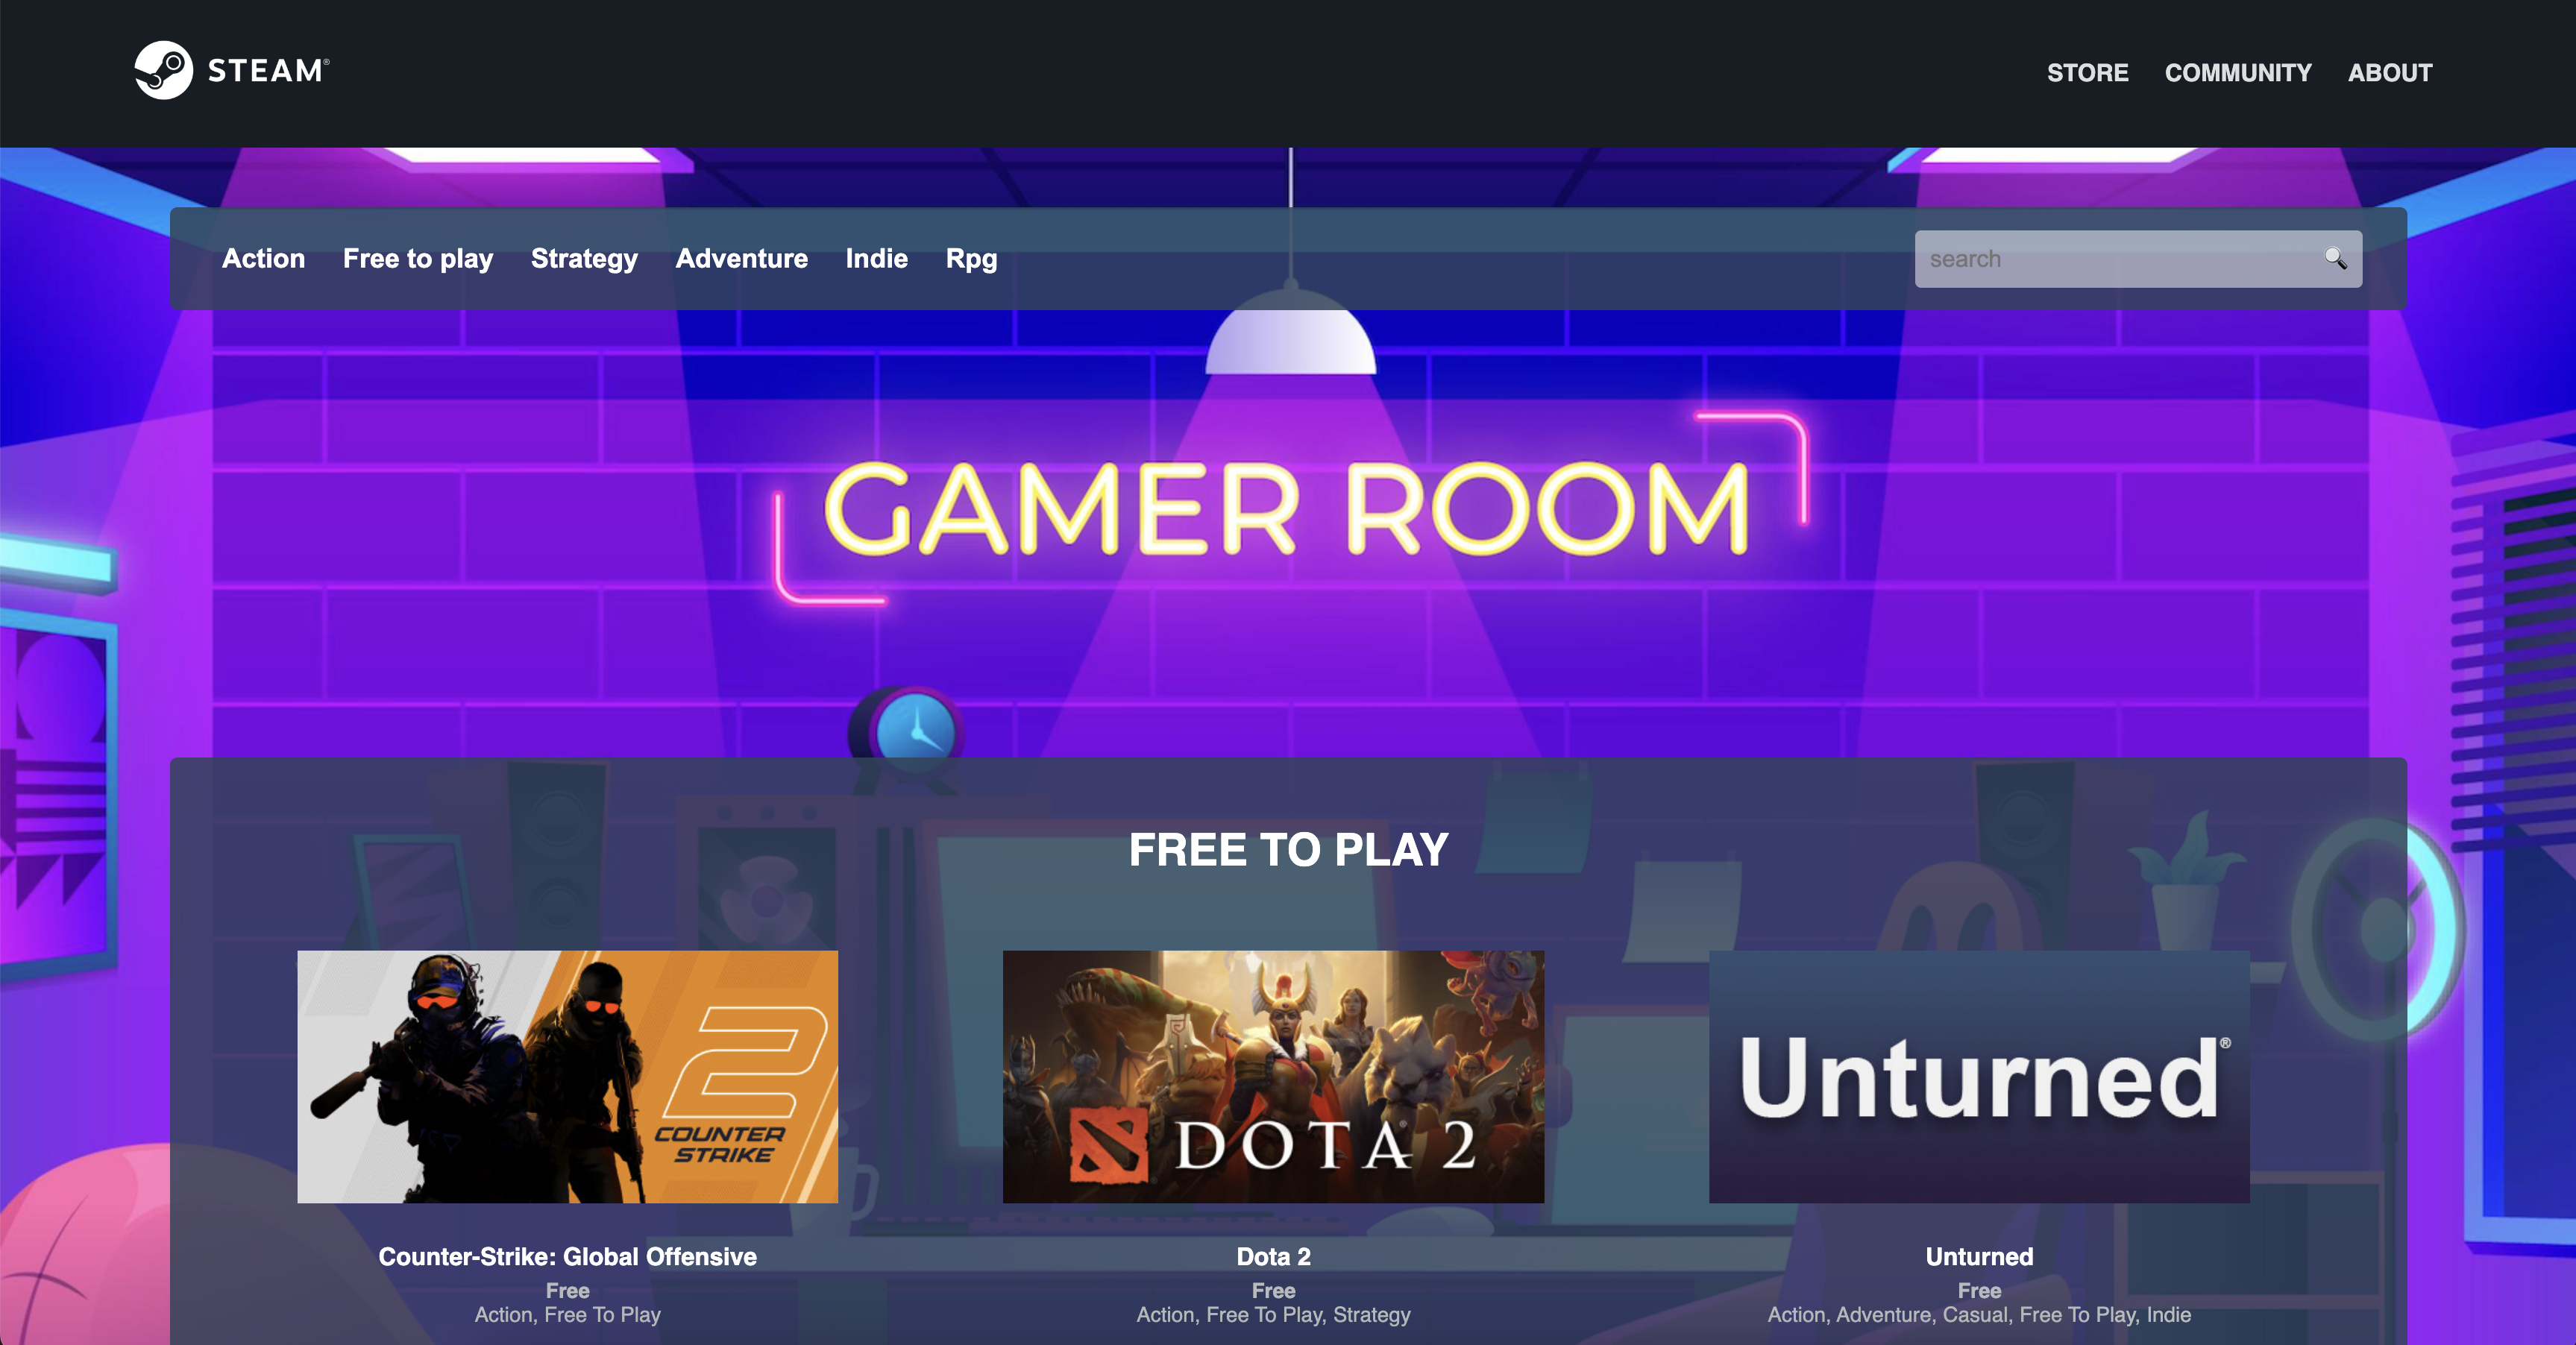 STEAM®
STORE COMMUNITY ABOUT
Action Free to play Strategy Adventure Indie Rpg
search
GAMER ROOM
FREE TO PLAY
2
COUNTER
STRIKE
DOTA 2
Unturned®
Counter-Strike: Global Offensive
Free
Action, Free To Play
Dota 2
Free
Action, Free To Play, Strategy
Unturned
Free
Action, Adventure, Casual, Free To Play, Indie